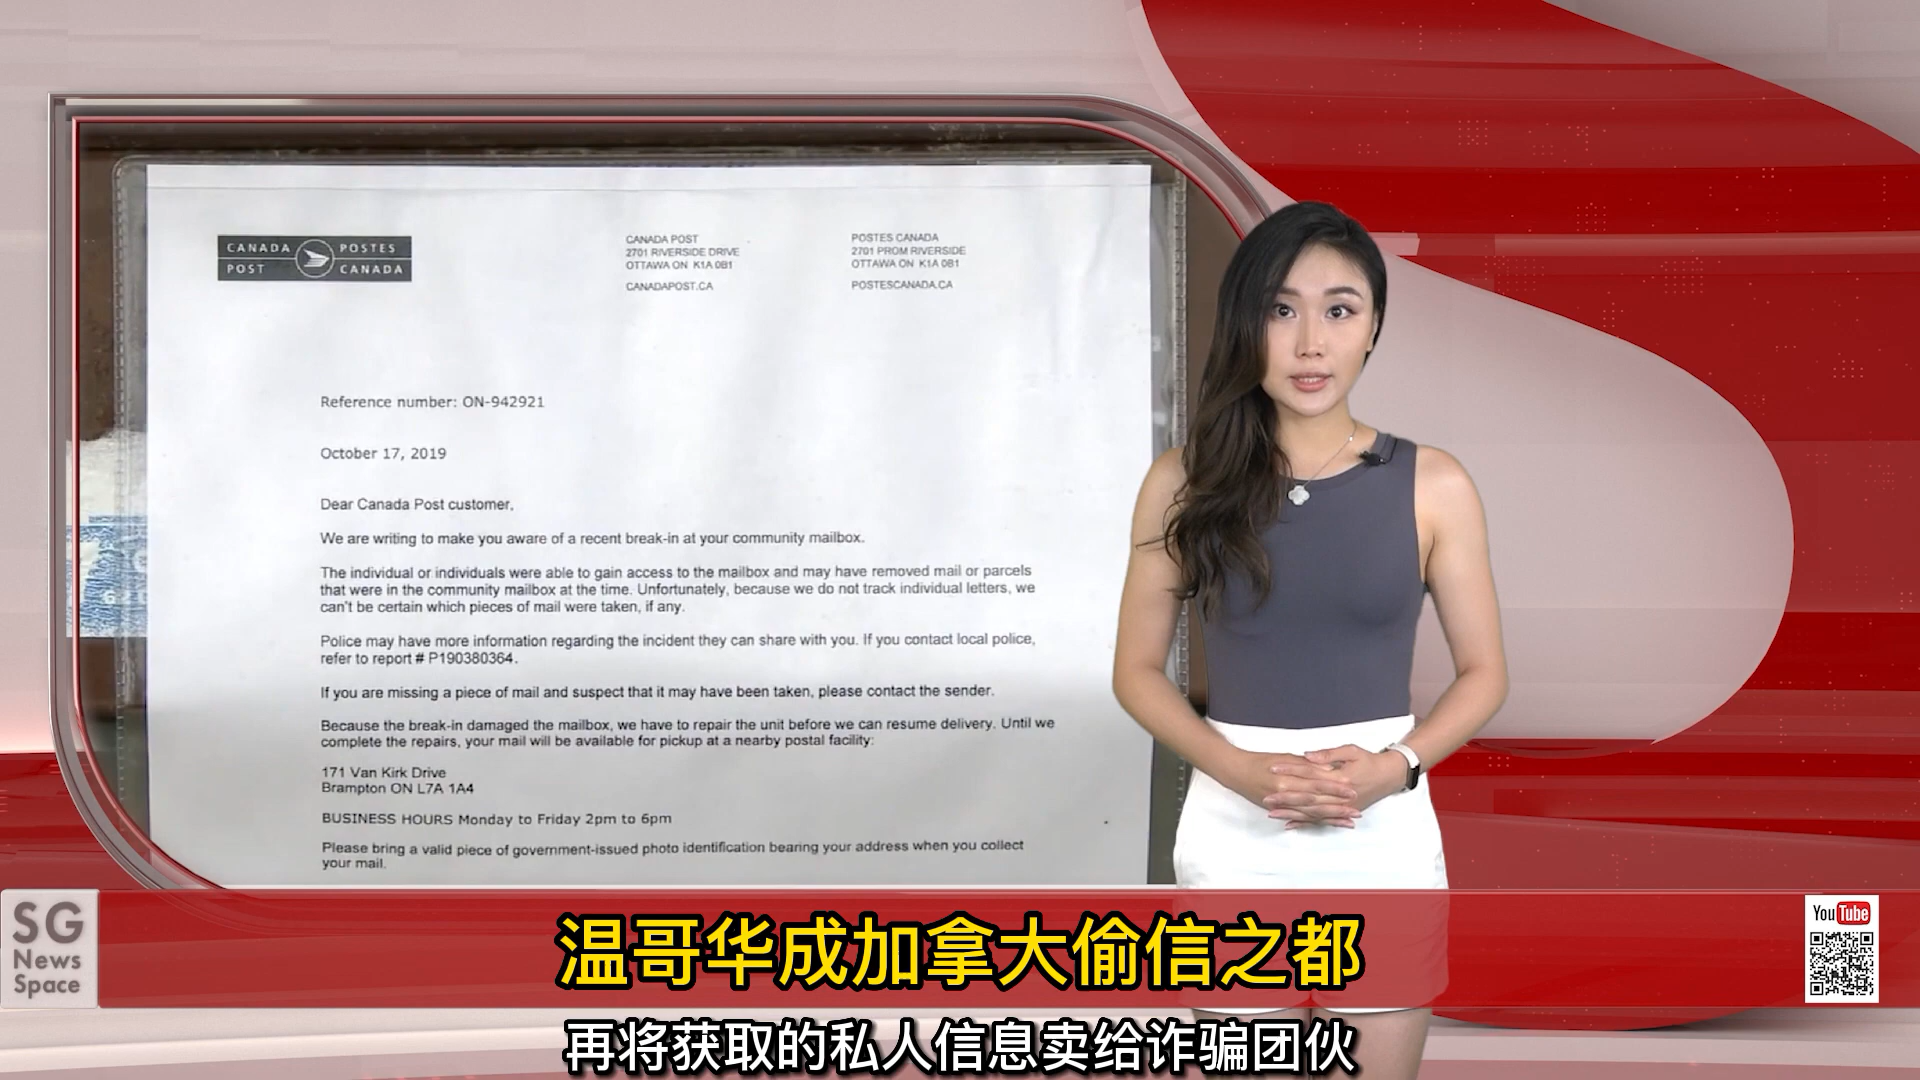 CANADA POSTES
POST CANADA
CANADA POST
2701 RIVERSIDE DRIVE
OTTAWA ON K1A 0B1
CANADAPOST.CA
POSTES CANADA
2701 PROM RIVERSIDE
OTTAWA ON K1A 0B1
POSTESCANADA.CA
Reference number: ON-942921
October 17, 2019
Dear Canada Post customer,
We are writing to make you aware of a recent break-in at your community mailbox.
The individual or individuals were able to gain access to the mailbox and may have removed mail or parcels
that were in the community mailbox at the time. Unfortunately, because we do not track individual letters, we
can't be certain which pieces of mail were taken, if any.
Police may have more information regarding the incident they can share with you. If you contact local police,
refer to report # P190380364.
If you are missing a piece of mail and suspect that it may have been taken, please contact the sender.
Because the break-in damaged the mailbox, we have to repair the unit before we can resume delivery. Until we
complete the repairs, your mail will be available for pickup at a nearby postal facility:
171 Van Kirk Drive
Brampton ON L7A 1A4
BUSINESS HOURS Monday to Friday 2pm to 6pm
Please bring a valid piece of government-issued photo identification bearing your address when you collect
your mail.
SG
News
Space
温哥华成加拿大偷信之都
YouTube
再将获取的私人信息卖给诈骗团伙